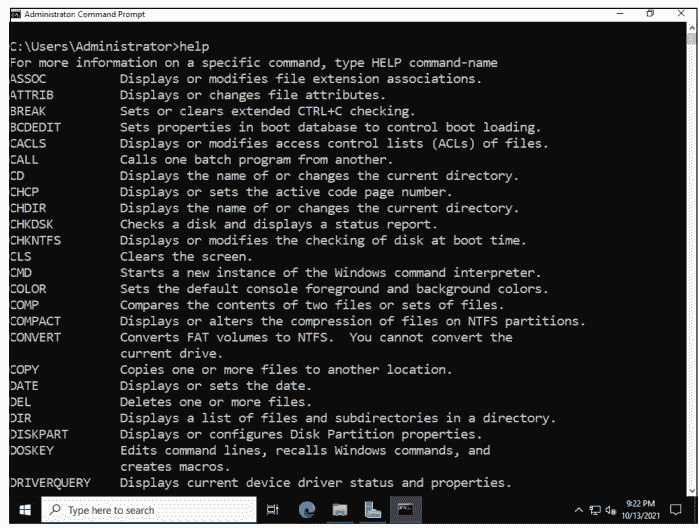 Administrator: Command Prompt
C:\Users\Administrator>help
For more information on a specific command, type HELP command-name
ASSOC          Displays or modifies file extension associations.
ATTRIB         Displays or changes file attributes.
BREAK          Sets or clears extended CTRL+C checking.
BCDEDIT        Sets properties in boot database to control boot loading.
CACLS          Displays or modifies access control lists (ACLs) of files.
CALL           Calls one batch program from another.
CD             Displays the name of or changes the current directory.
CHCP           Displays or sets the active code page number.
CHDIR          Displays the name of or changes the current directory.
CHKDSK         Checks a disk and displays a status report.
CHKNTFS        Displays or modifies the checking of disk at boot time.
CLS            Clears the screen.
CMD            Starts a new instance of the Windows command interpreter.
COLOR          Sets the default console foreground and background colors.
COMP           Compares the contents of two files or sets of files.
COMPACT        Displays or alters the compression of files on NTFS partitions.
CONVERT        Converts FAT volumes to NTFS.  You cannot convert the
               current drive.
COPY           Copies one or more files to another location.
DATE           Displays or sets the date.
DEL            Deletes one or more files.
DIR            Displays a list of files and subdirectories in a directory.
DISKPART       Displays or configures Disk Partition properties.
DOSKEY         Edits command lines, recalls Windows commands, and
               creates macros.
DRIVERQUERY    Displays current device driver status and properties.
Type here to search
9:22 PM
10/13/2021